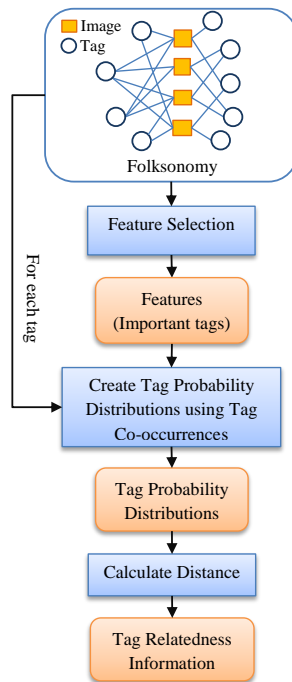 Image
Tag
Folksonomy
For each tag
Feature Selection
Features
(Important tags)
Create Tag Probability
Distributions using Tag
Co-occurrences
Tag Probability
Distributions
Calculate Distance
Tag Relatedness
Information